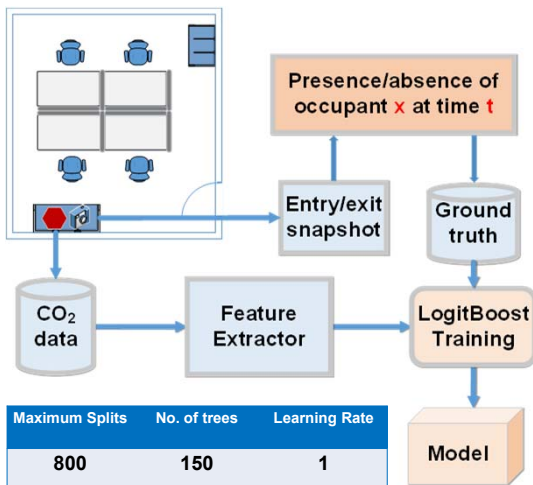 Presence/absence of
occupant x at time t
Entry/exit
snapshot
Ground
truth
CO₂
data
Feature
Extractor
LogitBoost
Training
Maximum Splits No. of trees Learning Rate
800 150 1
Model